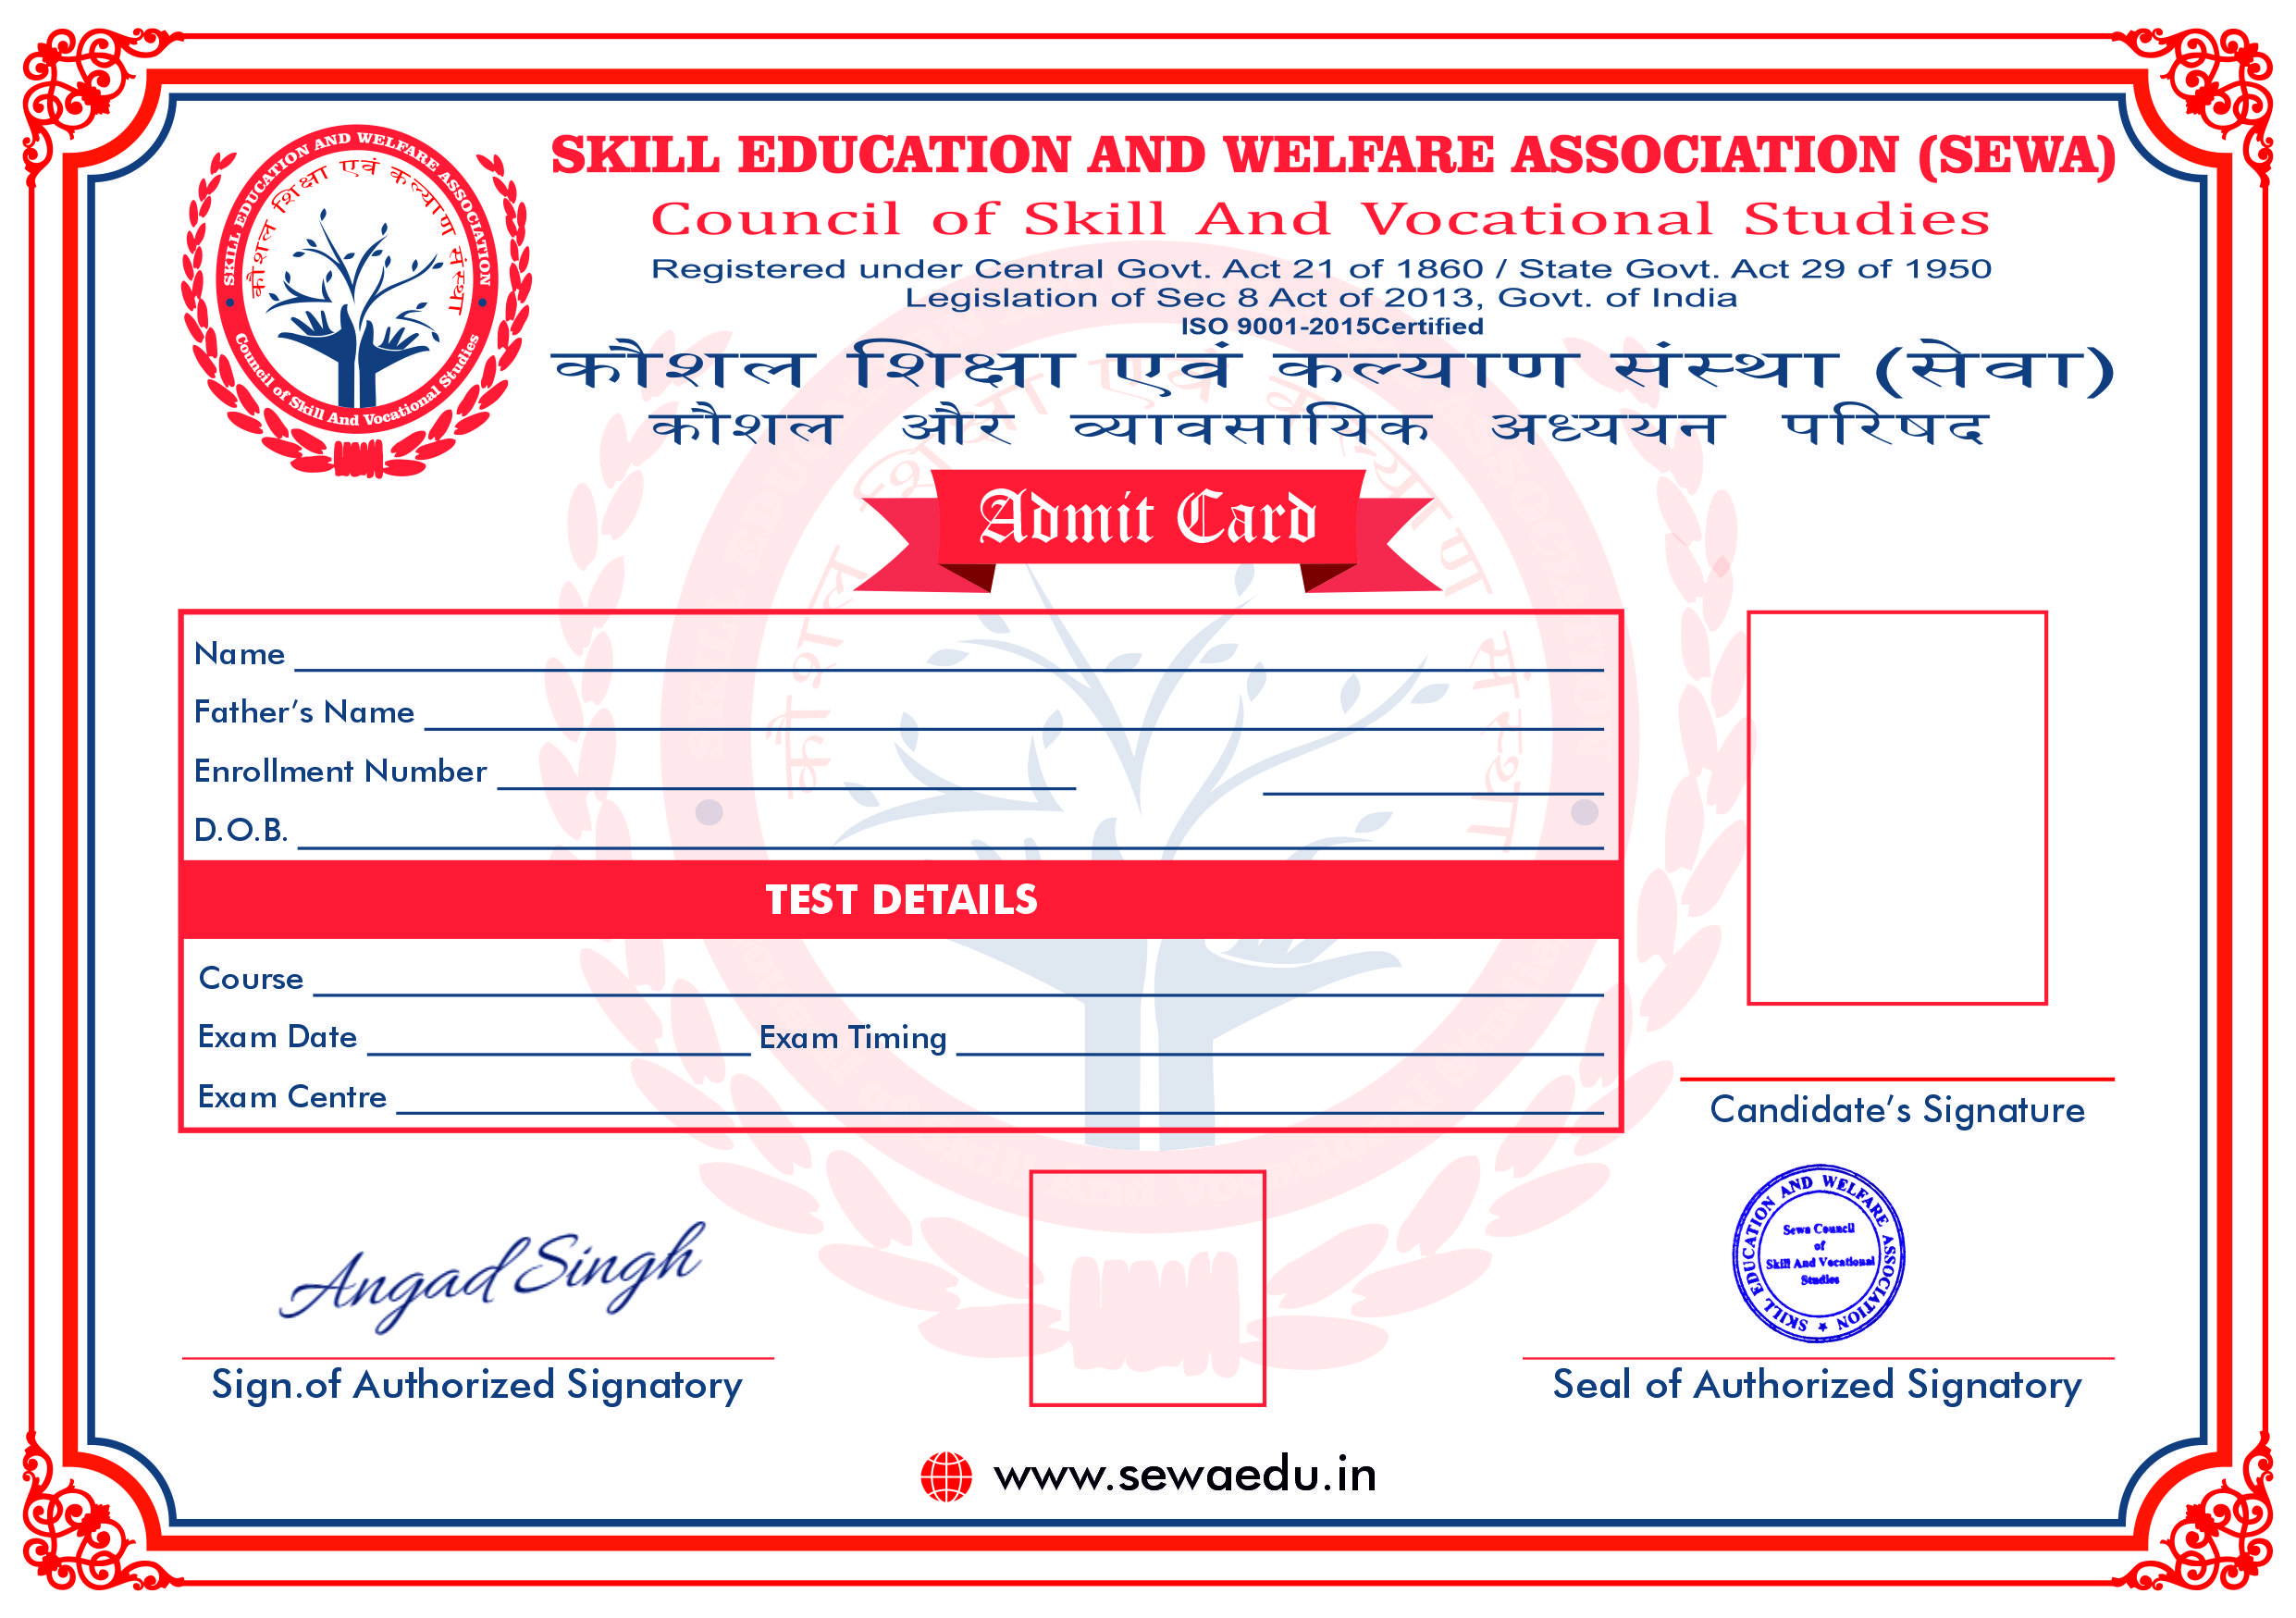 SKILL EDUCATION AND WELFARE ASSOCIATION
कौशल शिक्षा एवं कल्याण संस्था
Council of Skill And Vocational Studies
SKILL EDUCATION AND WELFARE ASSOCIATION (SEWA)
Council of Skill And Vocational Studies
Registered under Central Govt. Act 21 of 1860 / State Govt. Act 29 of 1950
Legislation of Sec 8 Act of 2013, Govt. of India
ISO 9001-2015Certified
कौशल शिक्षा एवं कल्याण संस्था (सेवा)
कौशल और व्यावसायिक अध्ययन परिषद
Admit Card
Name
Father's Name
Enrollment Number
D.O.B.
TEST DETAILS
Course
Exam Date Exam Timing
Exam Centre
Candidate's Signature
Angad Singh
Sign.of Authorized Signatory
SKILL EDUCATION AND WELFARE ASSOCIATION
Sewa Council
of
Skill And Vocational
Studies
Seal of Authorized Signatory
www.sewaedu.in